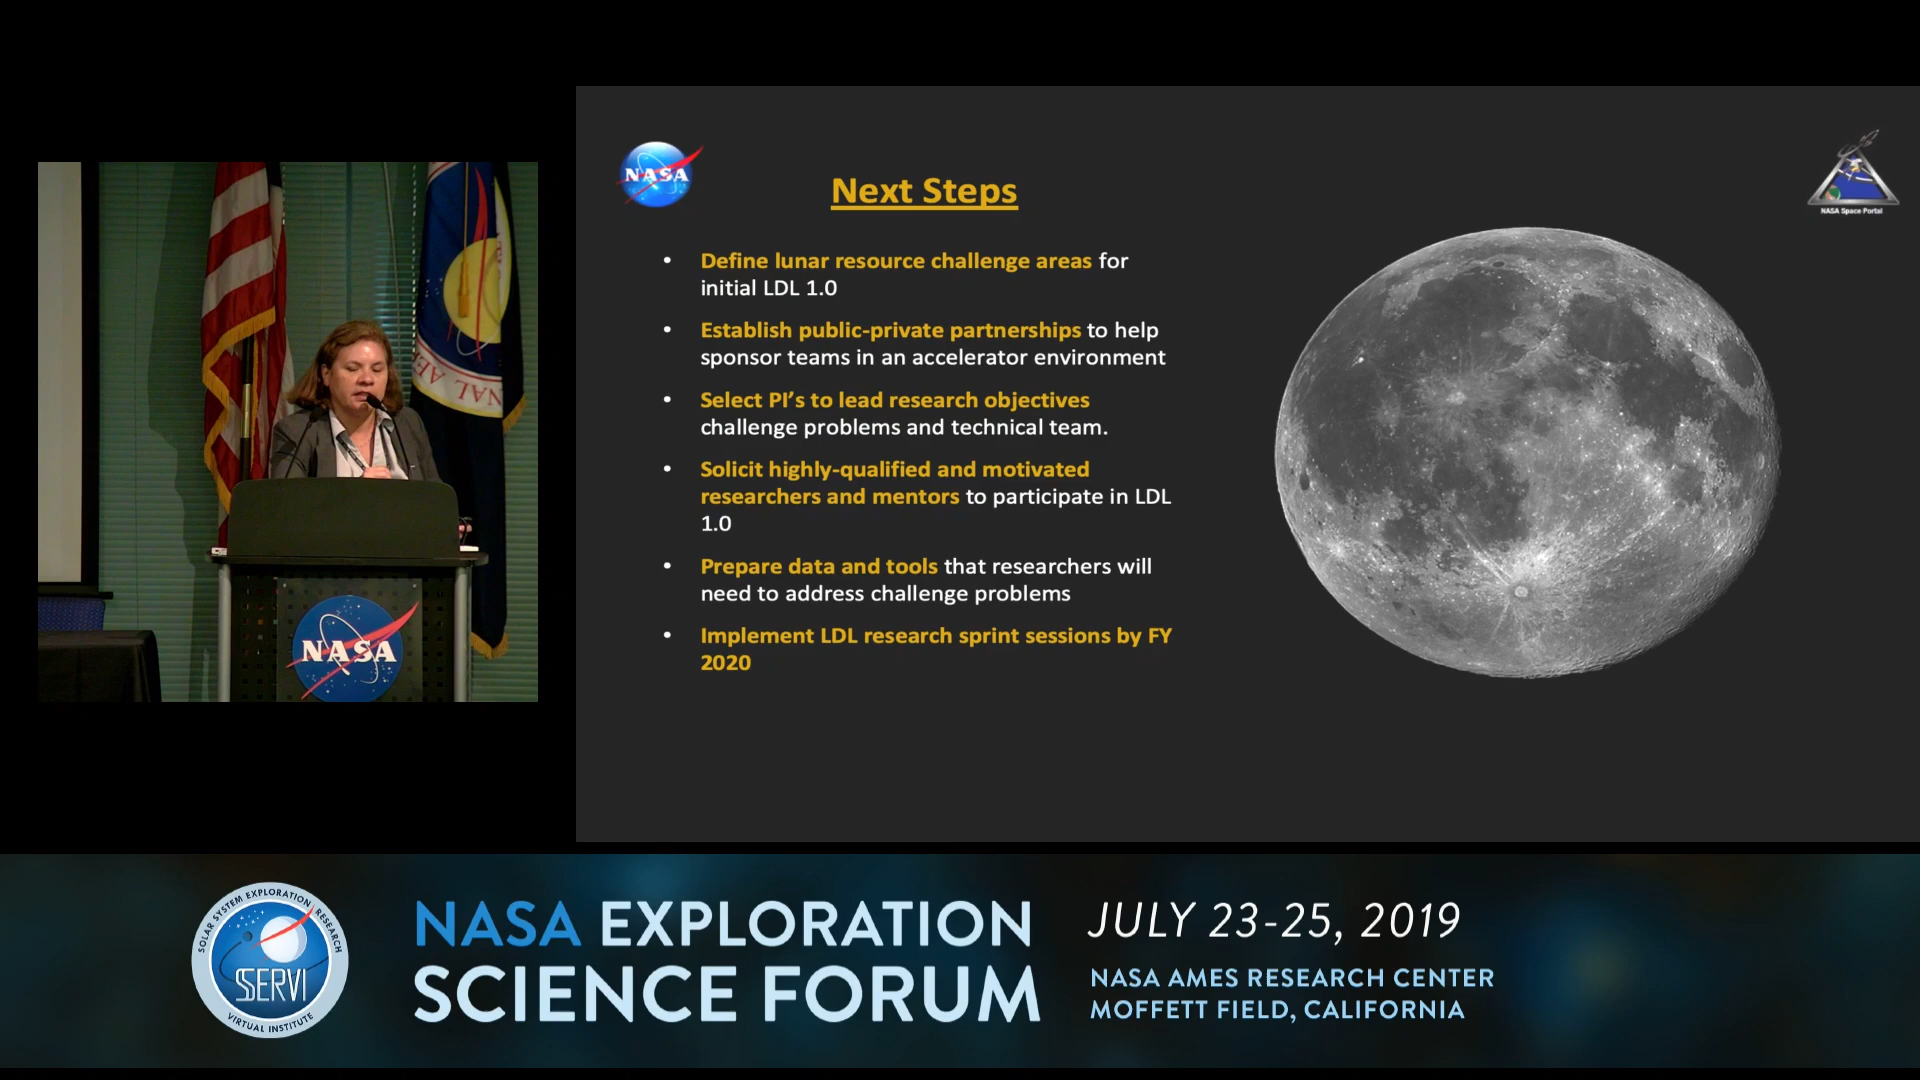 NASA
Next Steps
NASA Space Portal
• Define lunar resource challenge areas for
initial LDL 1.0
• Establish public-private partnerships to help
sponsor teams in an accelerator environment
• Select PI's to lead research objectives
challenge problems and technical team.
• Solicit highly-qualified and motivated
researchers and mentors to participate in LDL
1.0
• Prepare data and tools that researchers will
need to address challenge problems
• Implement LDL research sprint sessions by FY
2020
NAL AE
NASA
SOLAR SYSTEM EXPLORATION RESEARCH
SSERVI
VIRTUAL INSTITUTE
NASA EXPLORATION
SCIENCE FORUM
JULY 23-25, 2019
NASA AMES RESEARCH CENTER
MOFFETT FIELD, CALIFORNIA